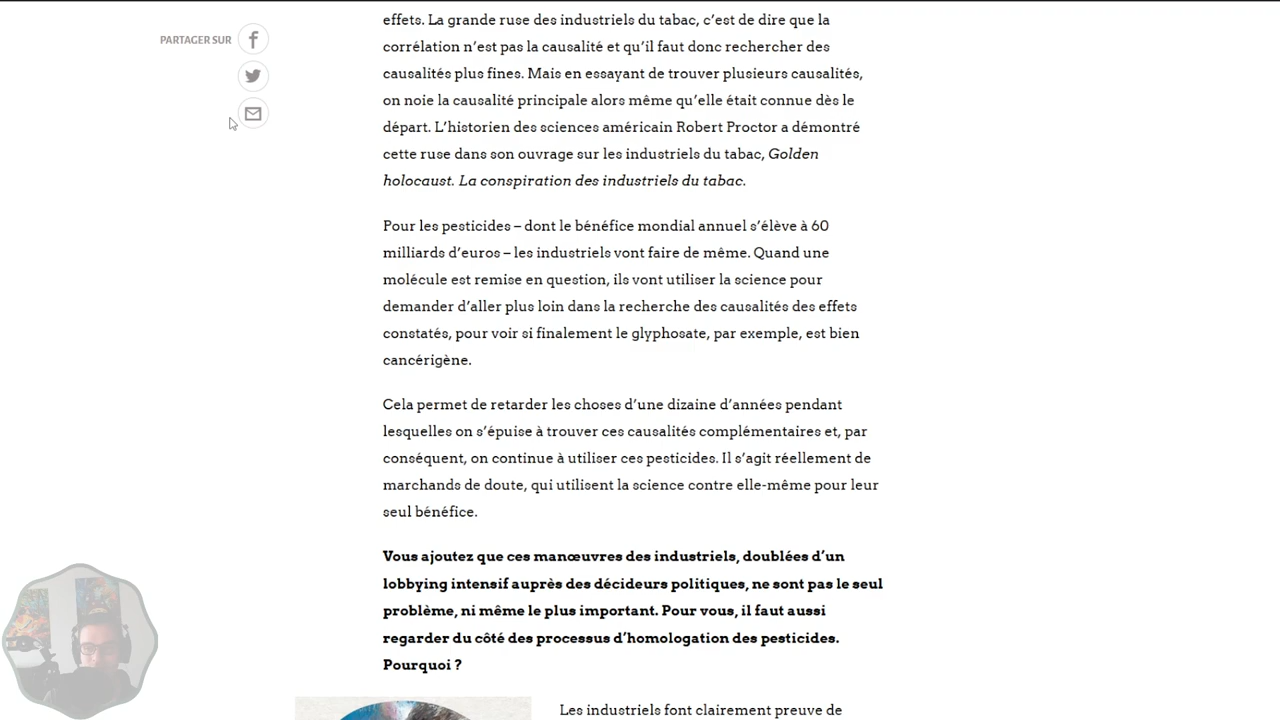 PARTAGER SUR
effets. La grande ruse des industriels du tabac, c’est de dire que la
corrélation n’est pas la causalité et qu’il faut donc rechercher des
causalités plus fines. Mais en essayant de trouver plusieurs causalités,
on noie la causalité principale alors même qu’elle était connue dès le
départ. L’historien des sciences américain Robert Proctor a démontré
cette ruse dans son ouvrage sur les industriels du tabac, Golden
holocaust. La conspiration des industriels du tabac.
Pour les pesticides – dont le bénéfice mondial annuel s’élève à 60
milliards d’euros – les industriels vont faire de même. Quand une
molécule est remise en question, ils vont utiliser la science pour
demander d’aller plus loin dans la recherche des causalités des effets
constatés, pour voir si finalement le glyphosate, par exemple, est bien
cancérigène.
Cela permet de retarder les choses d’une dizaine d’années pendant
lesquelles on s’épuise à trouver ces causalités complémentaires et, par
conséquent, on continue à utiliser ces pesticides. Il s’agit réellement de
marchands de doute, qui utilisent la science contre elle-même pour leur
seul bénéfice.
Vous ajoutez que ces manœuvres des industriels, doublées d’un
lobbying intensif auprès des décideurs politiques, ne sont pas le seul
problème, ni même le plus important. Pour vous, il faut aussi
regarder du côté des processus d’homologation des pesticides.
Pourquoi ?
Les industriels font clairement preuve de